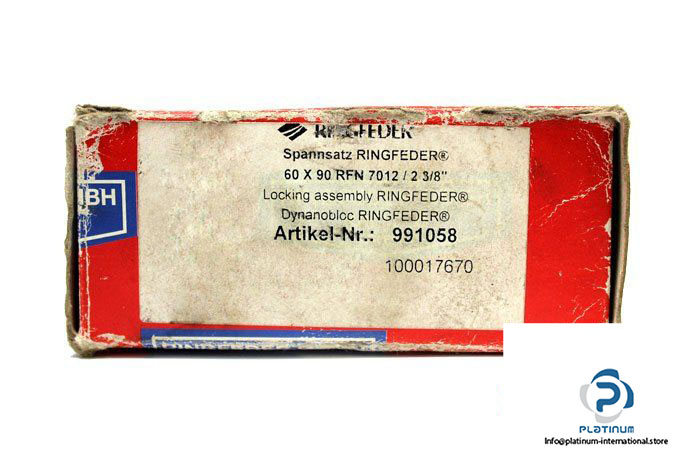 RINGFEDER
Spannsatz RINGFEDER®
60 X 90 RFN 7012 / 2 3/8"
Locking assembly RINGFEDER®
Dynanobloc RINGFEDER®
Artikel-Nr.: 991058
100017670
BH
PLATINUM
Info@platinum-international.store